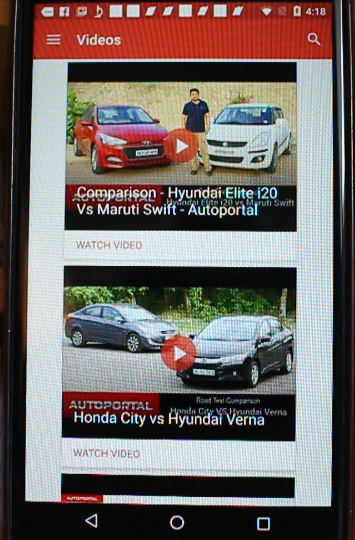 4:18
Videos
AUTOPORTAL
Hyundai Elite i20 vs Maruti Swift
Comparison - Hyundai Elite i20
Vs Maruti Swift - Autoportal
WATCH VIDEO
Road Test Comparison
AUTOPORTAL
Honda City VS Hyundai Verna
Honda City vs Hyundai Verna
WATCH VIDEO
AUTOPORTAL